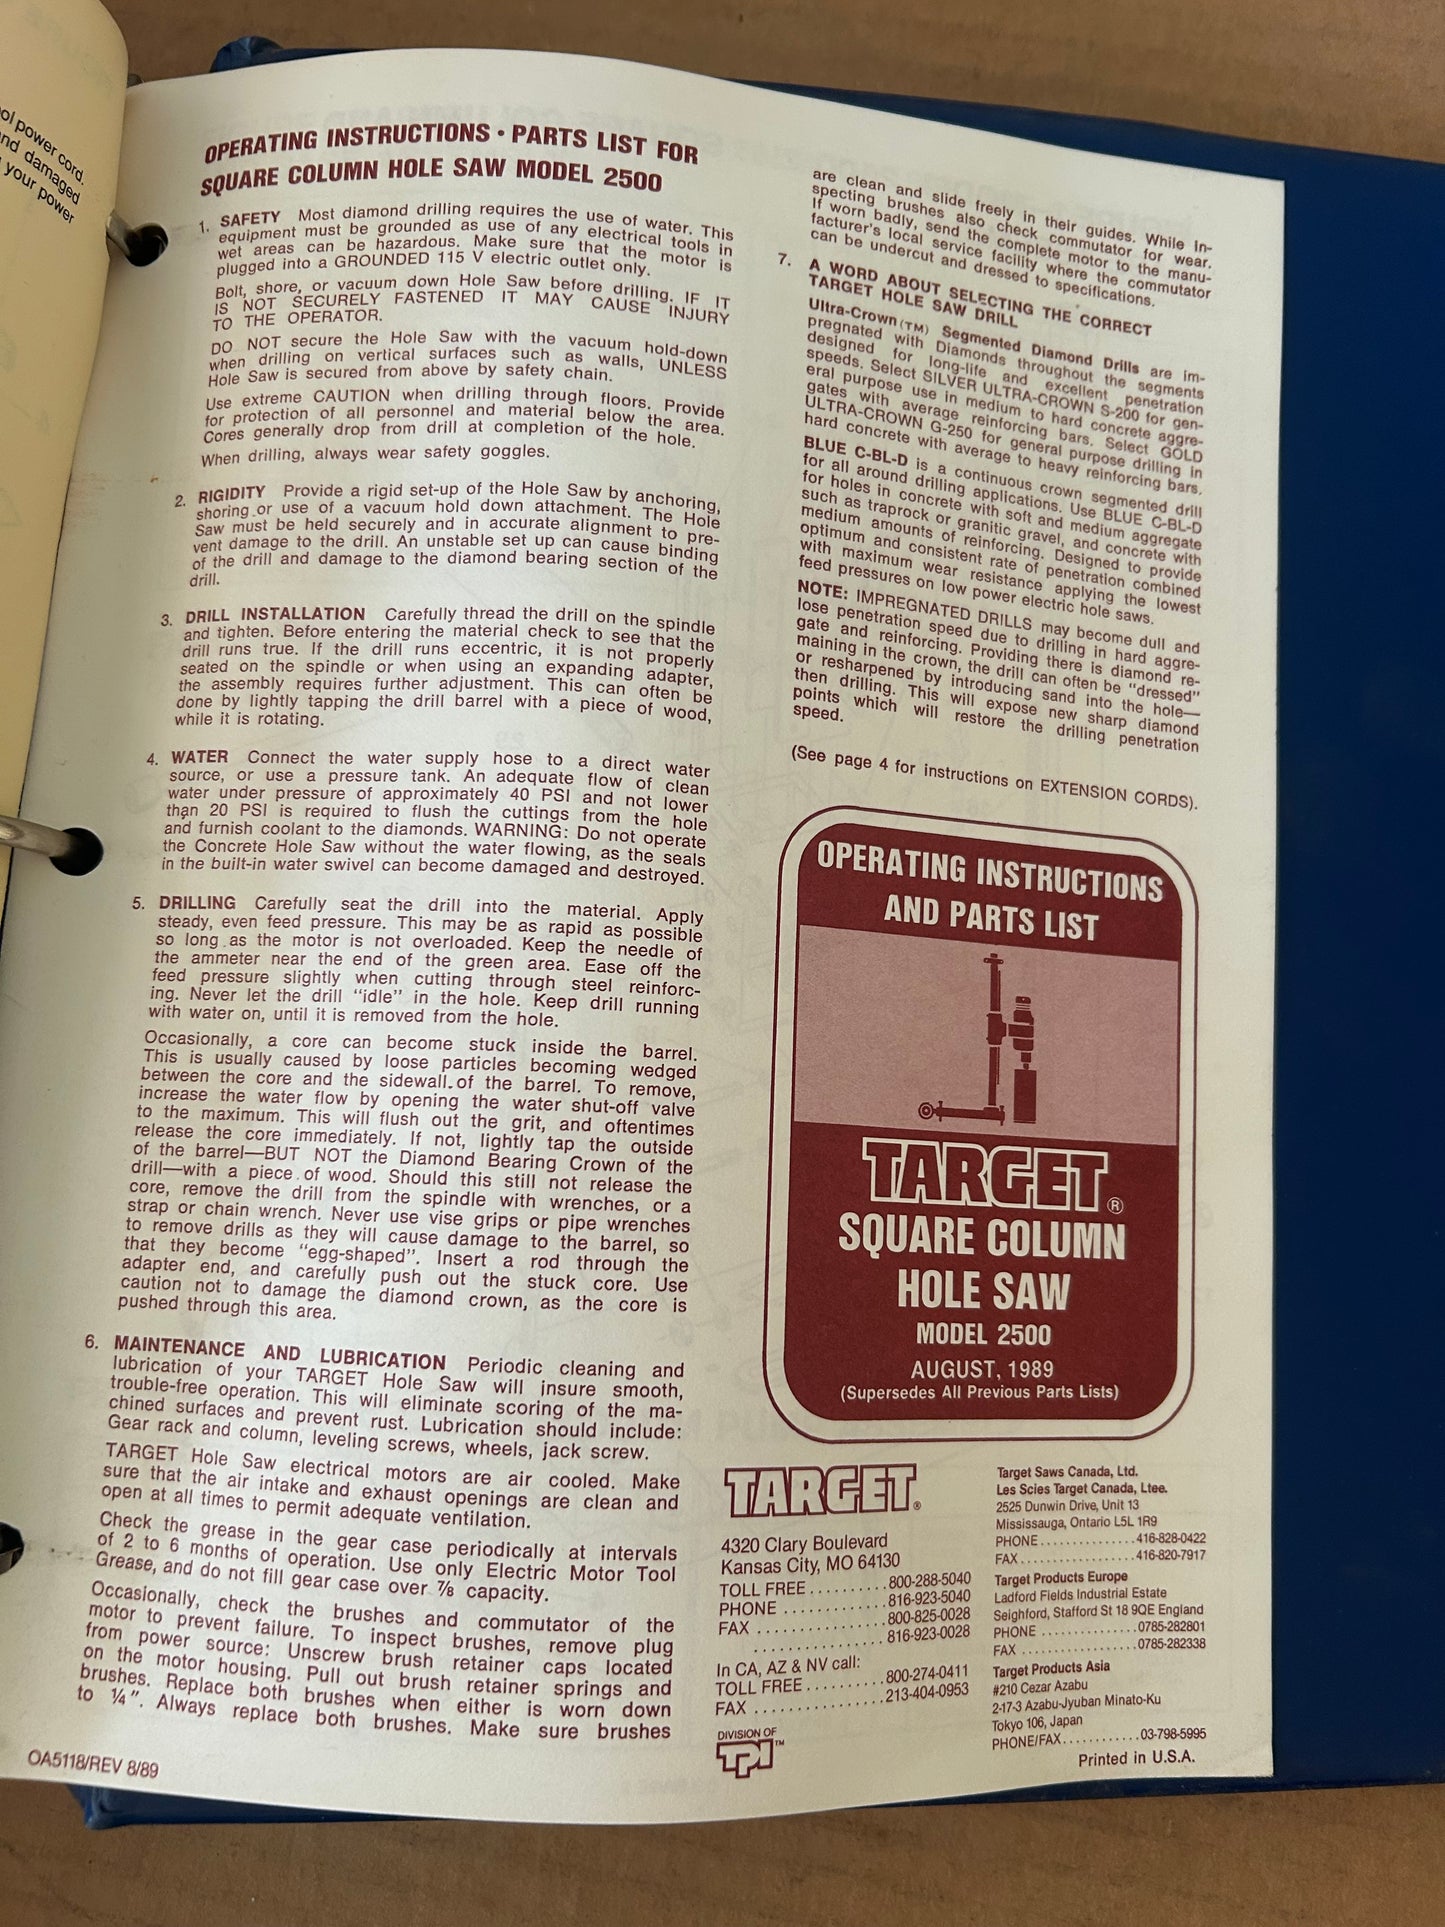 ol power cord.
nd damaged
your power
OPERATING INSTRUCTIONS • PARTS LIST FOR
SQUARE COLUMN HOLE SAW MODEL 2500
1. SAFETY Most diamond drilling requires the use of water. This
equipment must be grounded as use of any electrical tools in
wet areas can be hazardous. Make sure that the motor is
plugged into a GROUNDED 115 V electric outlet only.
Bolt, shore, or vacuum down Hole Saw before drilling. IF IT
IS NOT SECURELY FASTENED IT MAY CAUSE INJURY
TO THE OPERATOR.
DO NOT secure the Hole Saw with the vacuum hold-down
when drilling on vertical surfaces such as walls, UNLESS
Hole Saw is secured from above by safety chain.
Use extreme CAUTION when drilling through floors. Provide
for protection of all personnel and material below the area.
Cores generally drop from drill at completion of the hole.
When drilling, always wear safety goggles.
2. RIGIDITY Provide a rigid set-up of the Hole Saw by anchoring,
shoring or use of a vacuum hold down attachment. The Hole
Saw must be held securely and in accurate alignment to pre-
vent damage to the drill. An unstable set up can cause binding
of the drill and damage to the diamond bearing section of the
drill.
3. DRILL INSTALLATION Carefully thread the drill on the spindle
and tighten. Before entering the material check to see that the
drill runs true. If the drill runs eccentric, it is not properly
seated on the spindle or when using an expanding adapter,
the assembly requires further adjustment. This can often be
done by lightly tapping the drill barrel with a piece of wood,
while it is rotating.
4. WATER Connect the water supply hose to a direct water
source, or use a pressure tank. An adequate flow of clean
water under pressure of approximately 40 PSI and not lower
than 20 PSI is required to flush the cuttings from the hole
and furnish coolant to the diamonds. WARNING: Do not operate
the Concrete Hole Saw without the water flowing, as the seals
in the built-in water swivel can become damaged and destroyed.
5. DRILLING Carefully seat the drill into the material. Apply
steady, even feed pressure. This may be as rapid as possible
so long as the motor is not overloaded. Keep the needle of
the ammeter near the end of the green area. Ease off the
feed pressure slightly when cutting through steel reinforc-
ing. Never let the drill "idle" in the hole. Keep drill running
with water on, until it is removed from the hole.
Occasionally, a core can become stuck inside the barrel.
This is usually caused by loose particles becoming wedged
between the core and the sidewall of the barrel. To remove,
increase the water flow by opening the water shut-off valve
to the maximum. This will flush out the grit, and oftentimes
release the core immediately. If not, lightly tap the outside
of the barrel—BUT NOT the Diamond Bearing Crown of the
drill—with a piece of wood. Should this still not release the
core, remove the drill from the spindle with wrenches, or a
strap or chain wrench. Never use vise grips or pipe wrenches
to remove drills as they will cause damage to the barrel, so
that they become "egg-shaped". Insert a rod through the
adapter end, and carefully push out the stuck core. Use
caution not to damage the diamond crown, as the core is
pushed through this area.
6. MAINTENANCE AND LUBRICATION Periodic cleaning and
lubrication of your TARGET Hole Saw will insure smooth,
trouble-free operation. This will eliminate scoring of the ma-
chined surfaces and prevent rust. Lubrication should include:
Gear rack and column, leveling screws, wheels, jack screw.
TARGET Hole Saw electrical motors are air cooled. Make
sure that the air intake and exhaust openings are clean and
open at all times to permit adequate ventilation.
Check the grease in the gear case periodically at intervals
of 2 to 6 months of operation. Use only Electric Motor Tool
Grease, and do not fill gear case over 7/8 capacity.
Occasionally, check the brushes and commutator of the
motor to prevent failure. To inspect brushes, remove plug
from power source: Unscrew brush retainer caps located
on the motor housing. Pull out brush retainer springs and
brushes. Replace both brushes when either is worn down
to 1/4". Always replace both brushes. Make sure brushes
OA5118/REV 8/89
are clean and slide freely in their guides. While in-
specting brushes also check commutator for wear.
If worn badly, send the complete motor to the manu-
facturer's local service facility where the commutator
can be undercut and dressed to specifications.
7. A WORD ABOUT SELECTING THE CORRECT
TARGET HOLE SAW DRILL
Ultra-Crown(TM) Segmented Diamond Drills are im-
pregnated with Diamonds throughout the segments
designed for long-life and excellent penetration
speeds. Select SILVER ULTRA-CROWN S-200 for gen-
eral purpose use in medium to hard concrete aggre-
gates with average reinforcing bars. Select GOLD
ULTRA-CROWN G-250 for general purpose drilling in
hard concrete with average to heavy reinforcing bars.
BLUE C-BL-D is a continuous crown segmented drill
for all around drilling applications. Use BLUE C-BL-D
for holes in concrete with soft and medium aggregate
such as traprock or granitic gravel, and concrete with
medium amounts of reinforcing. Designed to provide
optimum and consistent rate of penetration combined
with maximum wear resistance applying the lowest
feed pressures on low power electric hole saws.
NOTE: IMPREGNATED DRILLS may become dull and
lose penetration speed due to drilling in hard aggre-
gate and reinforcing. Providing there is diamond re-
maining in the crown, the drill can often be "dressed"
or resharpened by introducing sand into the hole—
then drilling. This will expose new sharp diamond
points which will restore the drilling penetration
speed.
(See page 4 for instructions on EXTENSION CORDS).
OPERATING INSTRUCTIONS
AND PARTS LIST
TARGET®
SQUARE COLUMN
HOLE SAW
MODEL 2500
AUGUST, 1989
(Supersedes All Previous Parts Lists)
TARGET®
4320 Clary Boulevard
Kansas City, MO 64130
TOLL FREE..........800-288-5040
PHONE ............816-923-5040
FAX ...............800-825-0028
...............816-923-0028
In CA, AZ & NV call:
TOLL FREE..........800-274-0411
FAX ...............213-404-0953
DIVISION OF
TPI™
Target Saws Canada, Ltd.
Les Scies Target Canada, Ltee.
2525 Dunwin Drive, Unit 13
Mississauga, Ontario L5L 1R9
PHONE..............416-828-0422
FAX.................416-820-7917
Target Products Europe
Ladford Fields Industrial Estate
Seighford, Stafford St 18 9QE England
PHONE ..............0785-282801
FAX .................0785-282338
Target Products Asia
#210 Cezar Azabu
2-17-3 Azabu-Jyuban Minato-Ku
Tokyo 106, Japan
PHONE/FAX............03-798-5995
Printed in U.S.A.